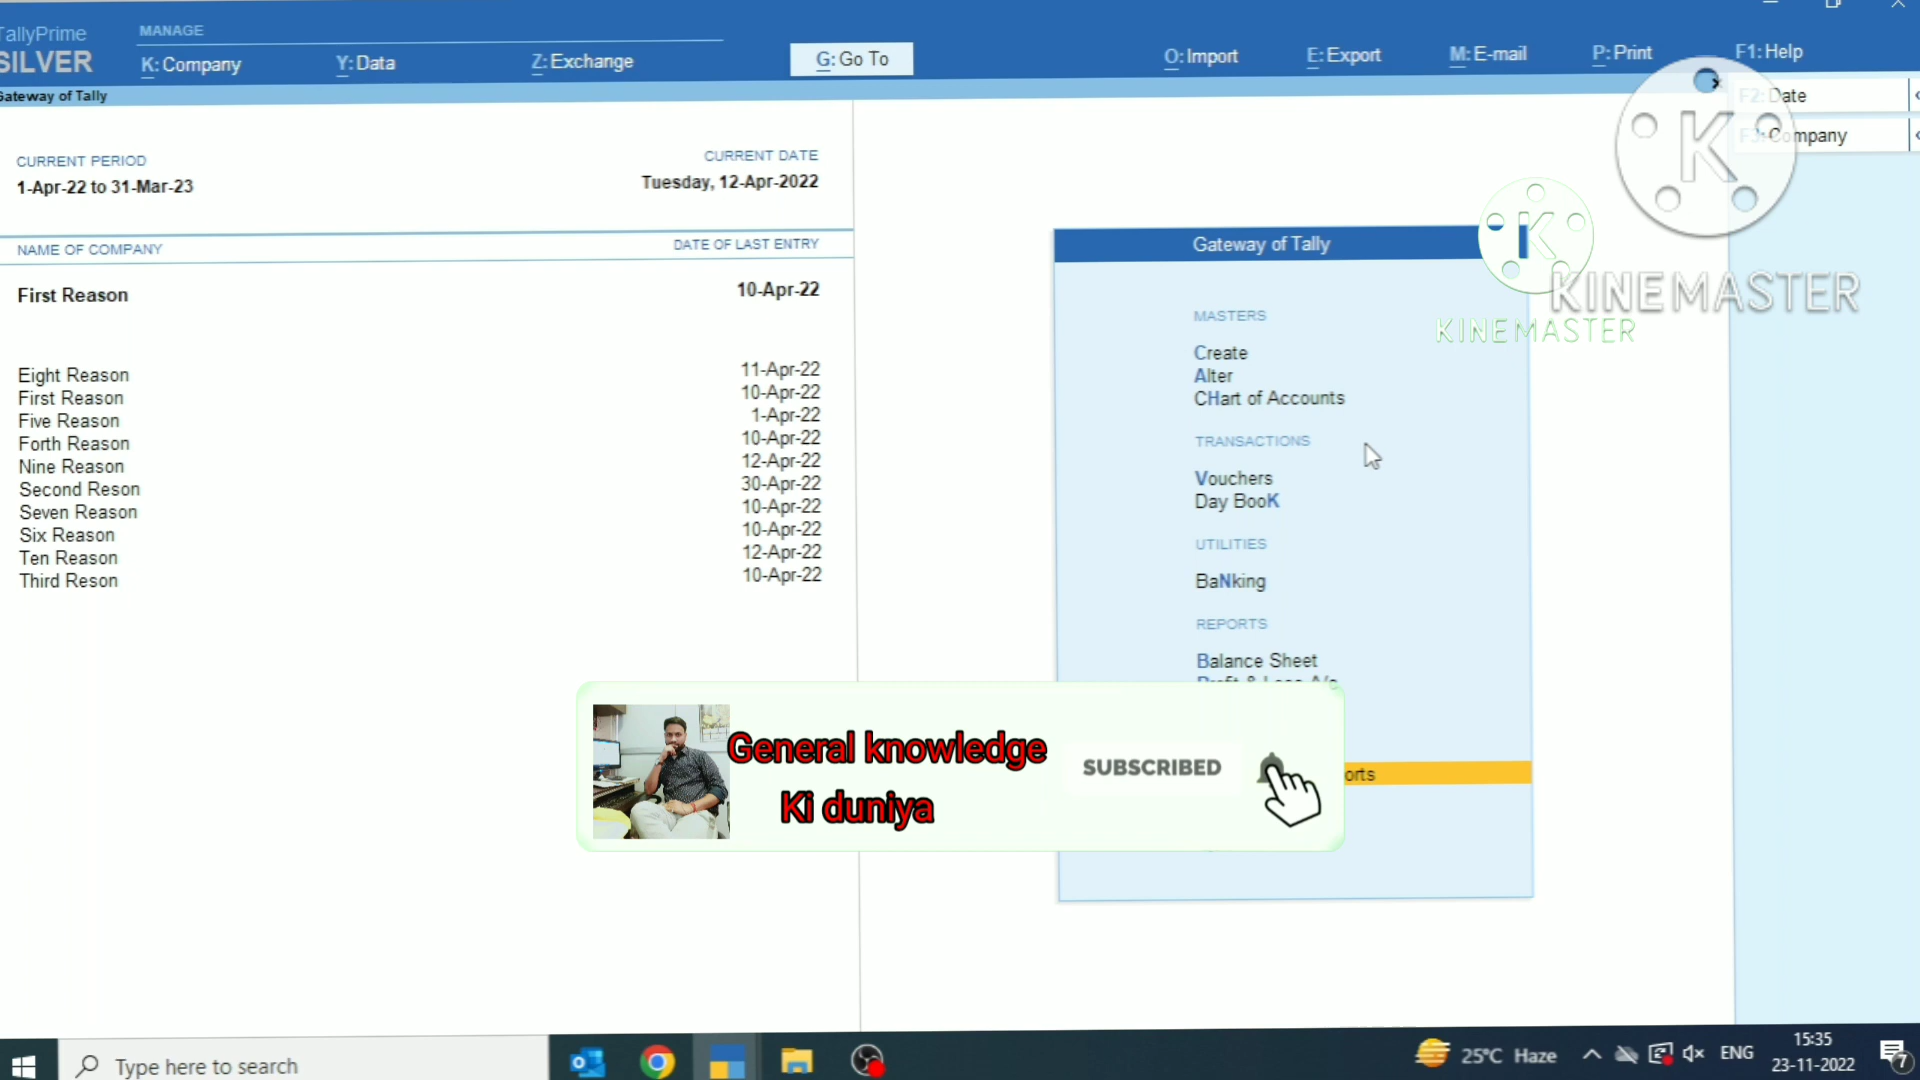 TallyPrime
SILVER
MANAGE
K: Company
Y: Data
Z: Exchange
G: Go To
O: Import
E: Export
M: E-mail
P: Print
F1: Help
Gateway of Tally
F2: Date
F3: Company
CURRENT PERIOD
1-Apr-22 to 31-Mar-23
CURRENT DATE
Tuesday, 12-Apr-2022
NAME OF COMPANY
DATE OF LAST ENTRY
First Reason 10-Apr-22
Eight Reason 11-Apr-22
First Reason 10-Apr-22
Five Reason 1-Apr-22
Forth Reason 10-Apr-22
Nine Reason 12-Apr-22
Second Reson 30-Apr-22
Seven Reason 10-Apr-22
Six Reason 10-Apr-22
Ten Reason 12-Apr-22
Third Reson 10-Apr-22
Gateway of Tally
MASTERS
Create
Alter
CHart of Accounts
TRANSACTIONS
Vouchers
Day BooK
UTILITIES
BaNking
REPORTS
Balance Sheet
Profit & Loss A/c
orts
K
KINEMASTER
K
KINEMASTER
General knowledge
Ki duniya
SUBSCRIBED
Type here to search
25°C Haze
ENG
15:35
23-11-2022
7